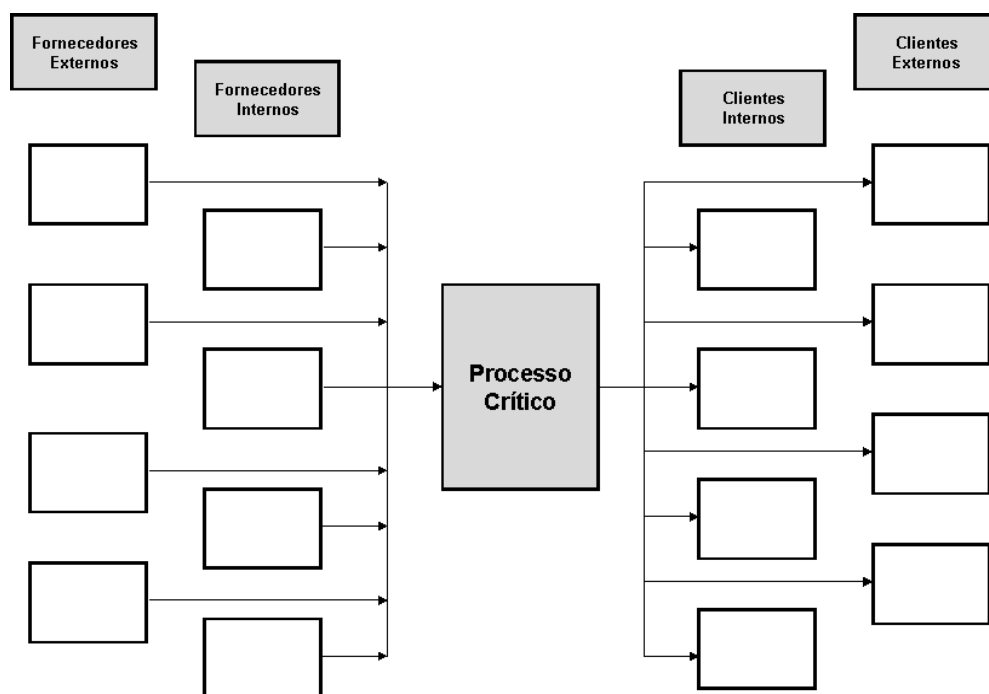 Fornecedores
Externos
Fornecedores
Internos
Clientes
Internos
Clientes
Externos
Processo
Crítico